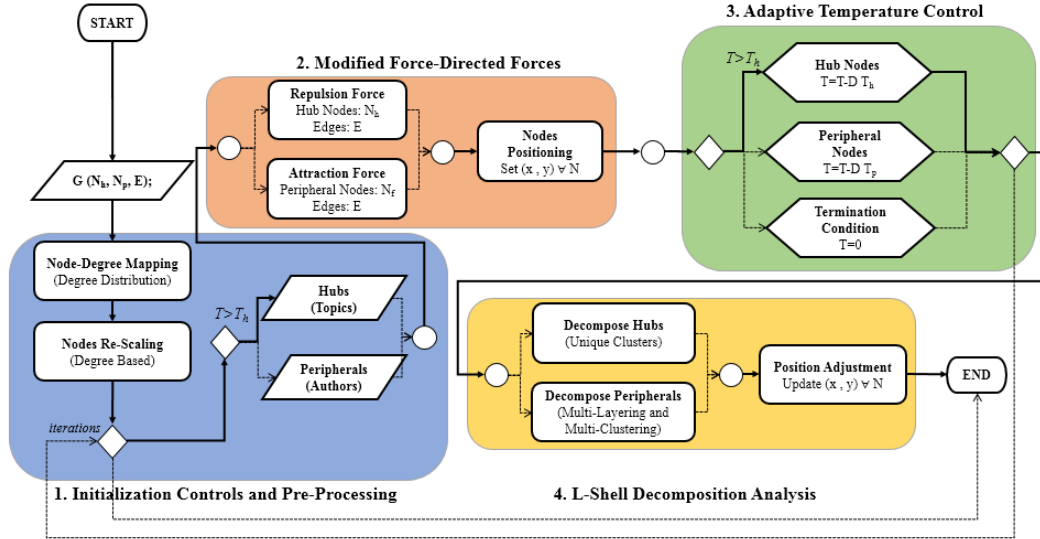 START
G (Nh, Np, E);
1. Initialization Controls and Pre-Processing
Node-Degree Mapping
(Degree Distribution)
Nodes Re-Scaling
(Degree Based)
iterations
T>Th
Hubs
(Topics)
Peripherals
(Authors)
2. Modified Force-Directed Forces
Repulsion Force
Hub Nodes: Nh
Edges: E
Attraction Force
Peripheral Nodes: Nf
Edges: E
Nodes
Positioning
Set (x , y) ∀ N
3. Adaptive Temperature Control
T>Th
Hub Nodes
T=T-D Th
Peripheral
Nodes
T=T-D Tp
Termination
Condition
T=0
4. L-Shell Decomposition Analysis
Decompose Hubs
(Unique Clusters)
Decompose Peripherals
(Multi-Layering and
Multi-Clustering)
Position Adjustment
Update (x , y) ∀ N
END